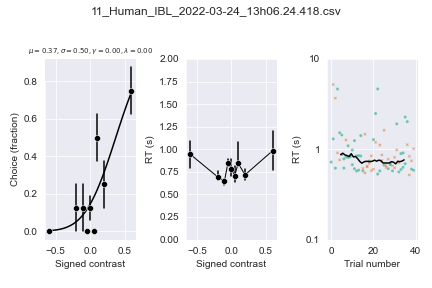 11_Human_IBL_2022-03-24_13h06.24.418.csv
μ = 0.37, σ = 0.50, γ = 0.00, λ = 0.00
Choice (fraction)
0.8
0.6
0.4
0.2
0.0
-0.5 0.0 0.5
Signed contrast
RT (s)
2.00
1.75
1.50
1.25
1.00
0.75
0.50
0.25
0.00
-0.5 0.0 0.5
Signed contrast
RT (s)
10
1
0.1
0 20 40
Trial number